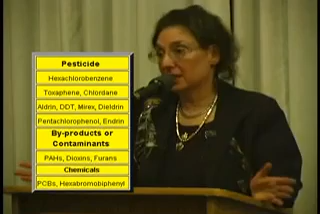 Pesticide
Hexachlorobenzene
Toxaphene, Chlordane
Aldrin, DDT, Mirex, Dieldrin
Pentachlorophenol, Endrin
By-products or
Contaminants
PAHs, Dioxins, Furans
Chemicals
PCBs, Hexabromobiphenyl